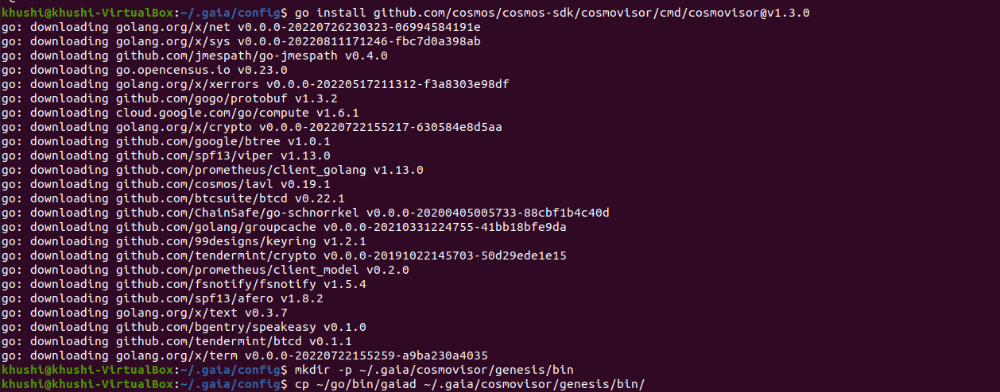 khushi@khushi-VirtualBox:~/.gaia/config$ go install github.com/cosmos/cosmos-sdk/cosmovisor/cmd/cosmovisor@v1.3.0
go: downloading golang.org/x/net v0.0.0-20220726230323-06994584191e
go: downloading golang.org/x/sys v0.0.0-20220811171246-fbc7d0a398ab
go: downloading github.com/jmespath/go-jmespath v0.4.0
go: downloading go.opencensus.io v0.23.0
go: downloading golang.org/x/xerrors v0.0.0-20220517211312-f3a8303e98df
go: downloading github.com/gogo/protobuf v1.3.2
go: downloading cloud.google.com/go/compute v1.6.1
go: downloading golang.org/x/crypto v0.0.0-20220722155217-630584e8d5aa
go: downloading github.com/google/btree v1.0.1
go: downloading github.com/spf13/viper v1.13.0
go: downloading github.com/prometheus/client_golang v1.13.0
go: downloading github.com/cosmos/iavl v0.19.1
go: downloading github.com/btcsuite/btcd v0.22.1
go: downloading github.com/ChainSafe/go-schnorrkel v0.0.0-20200405005733-88cbf1b4c40d
go: downloading github.com/golang/groupcache v0.0.0-20210331224755-41bb18bfe9da
go: downloading github.com/99designs/keyring v1.2.1
go: downloading github.com/tendermint/crypto v0.0.0-20191022145703-50d29ede1e15
go: downloading github.com/prometheus/client_model v0.2.0
go: downloading github.com/fsnotify/fsnotify v1.5.4
go: downloading github.com/spf13/afero v1.8.2
go: downloading golang.org/x/text v0.3.7
go: downloading github.com/bgentry/speakeasy v0.1.0
go: downloading github.com/tendermint/btcd v0.1.1
go: downloading golang.org/x/term v0.0.0-20220722155259-a9ba230a4035
khushi@khushi-VirtualBox:~/.gaia/config$ mkdir -p ~/.gaia/cosmovisor/genesis/bin
khushi@khushi-VirtualBox:~/.gaia/config$ cp ~/go/bin/gaiad ~/.gaia/cosmovisor/genesis/bin/